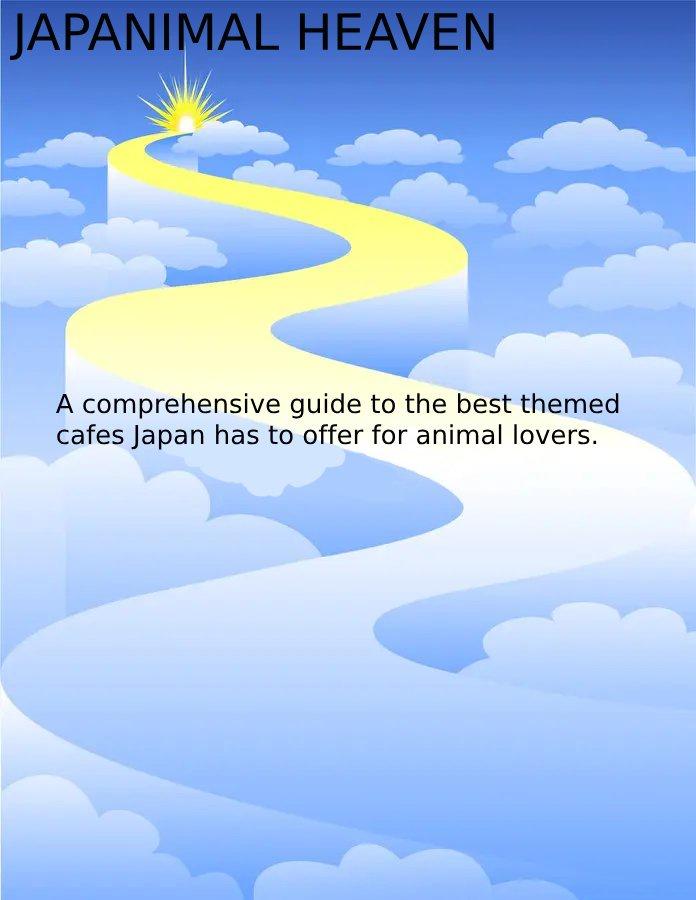 JAPANIMAL HEAVEN
A comprehensive guide to the best themed
cafes Japan has to offer for animal lovers.